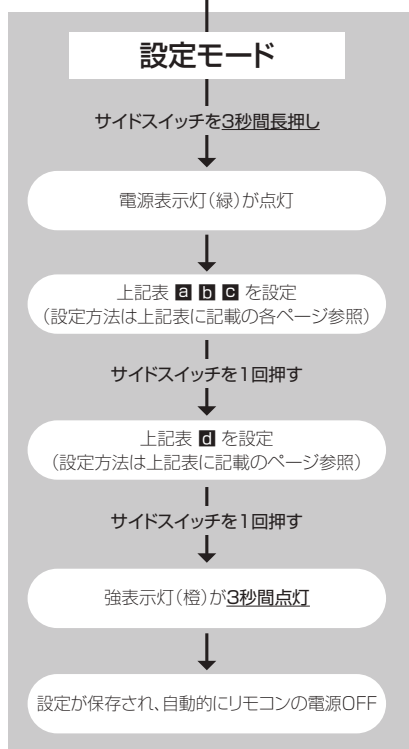 設定モード
サイドスイッチを3秒間長押し
電源表示灯(緑)が点灯
上記表 a b c を設定
(設定方法は上記表に記載の各ページ参照)
サイドスイッチを1回押す
上記表 d を設定
(設定方法は上記表に記載のページ参照)
サイドスイッチを1回押す
強表示灯(橙)が3秒間点灯
設定が保存され、自動的にリモコンの電源OFF